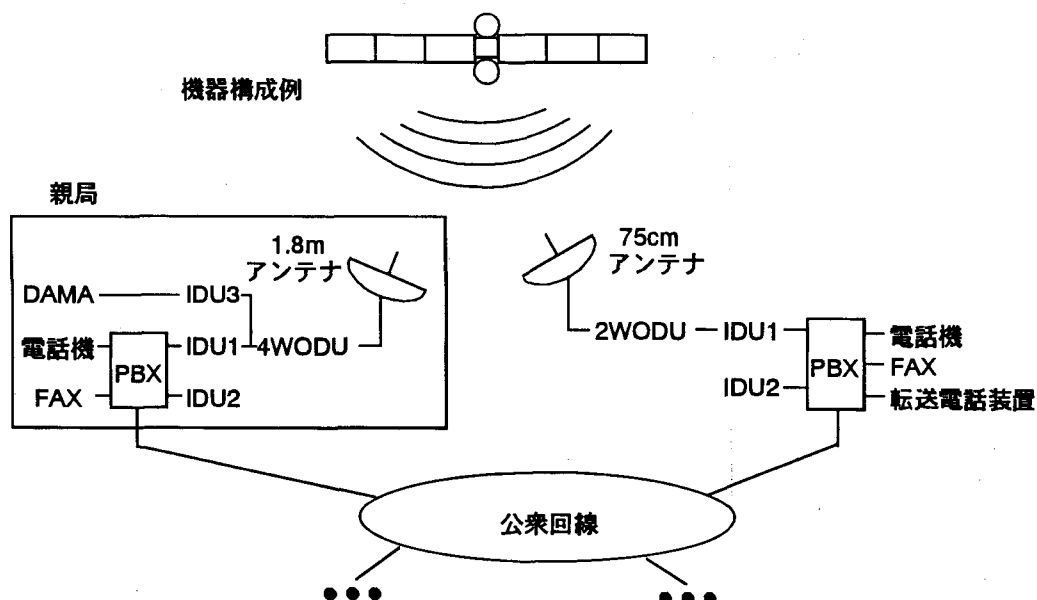 機器構成例
親局
1.8m
アンテナ
75cm
アンテナ
DAMA
IDU3
電話機
PBX
IDU1
4WODU
FAX
IDU2
2WODU
IDU1
IDU2
PBX
電話機
FAX
転送電話装置
公衆回線